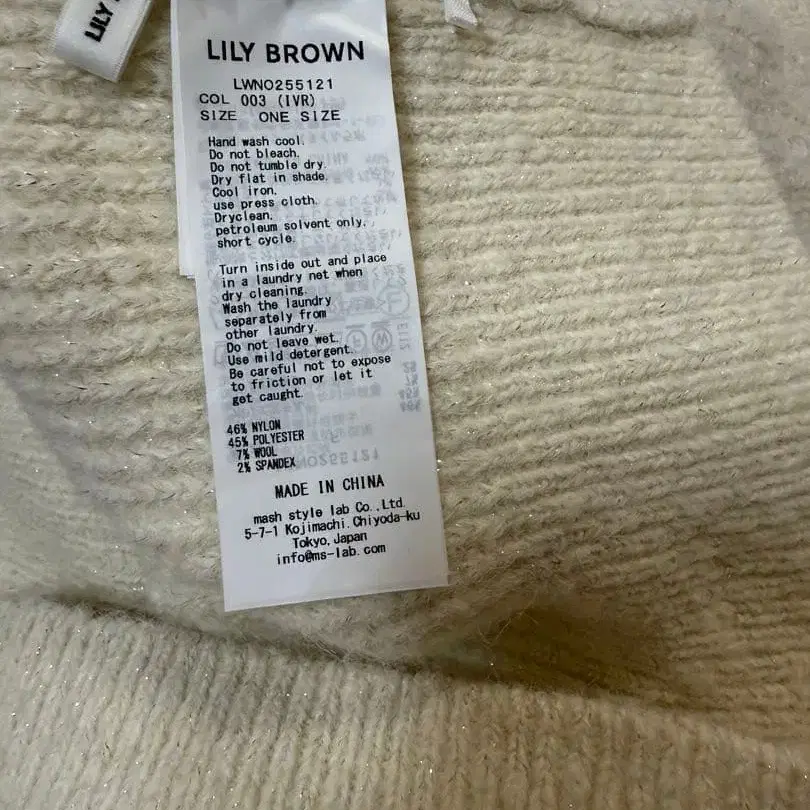 LILY
LILY BROWN
LWNO255121
COL 003 (IVR)
SIZE ONE SIZE
Hand wash cool.
Do not bleach.
Do not tumble dry.
Dry flat in shade.
Cool iron.
use press cloth.
Dryclean.
petroleum solvent only.
short cycle.
Turn inside out and place
in a laundry net when
dry cleaning.
Wash the laundry
separately from
other laundry.
Do not leave wet.
Use mild detergent.
Be careful not to expose
to friction or let it
get caught.
46% NYLON
45% POLYESTER
7% WOOL
2% SPANDEX
MADE IN CHINA
mash style lab Co.,Ltd.
5-7-1 Kojimachi.Chiyoda-ku
Tokyo,Japan
info@ms-lab.com